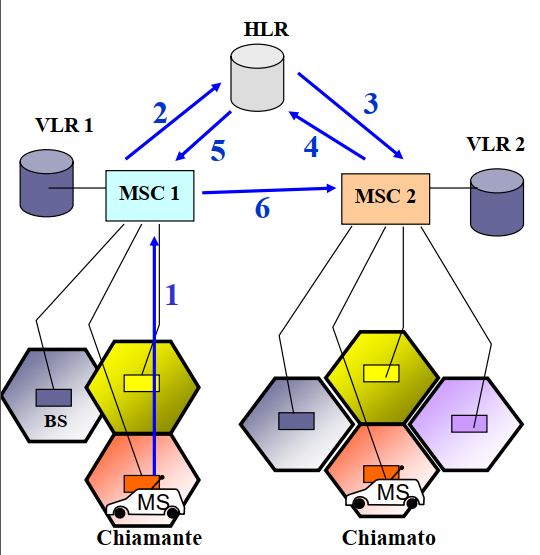 HLR
2
3
VLR 1
5
4
VLR 2
MSC 1
6
MSC 2
1
BS
MS
MS
Chiamante
Chiamato